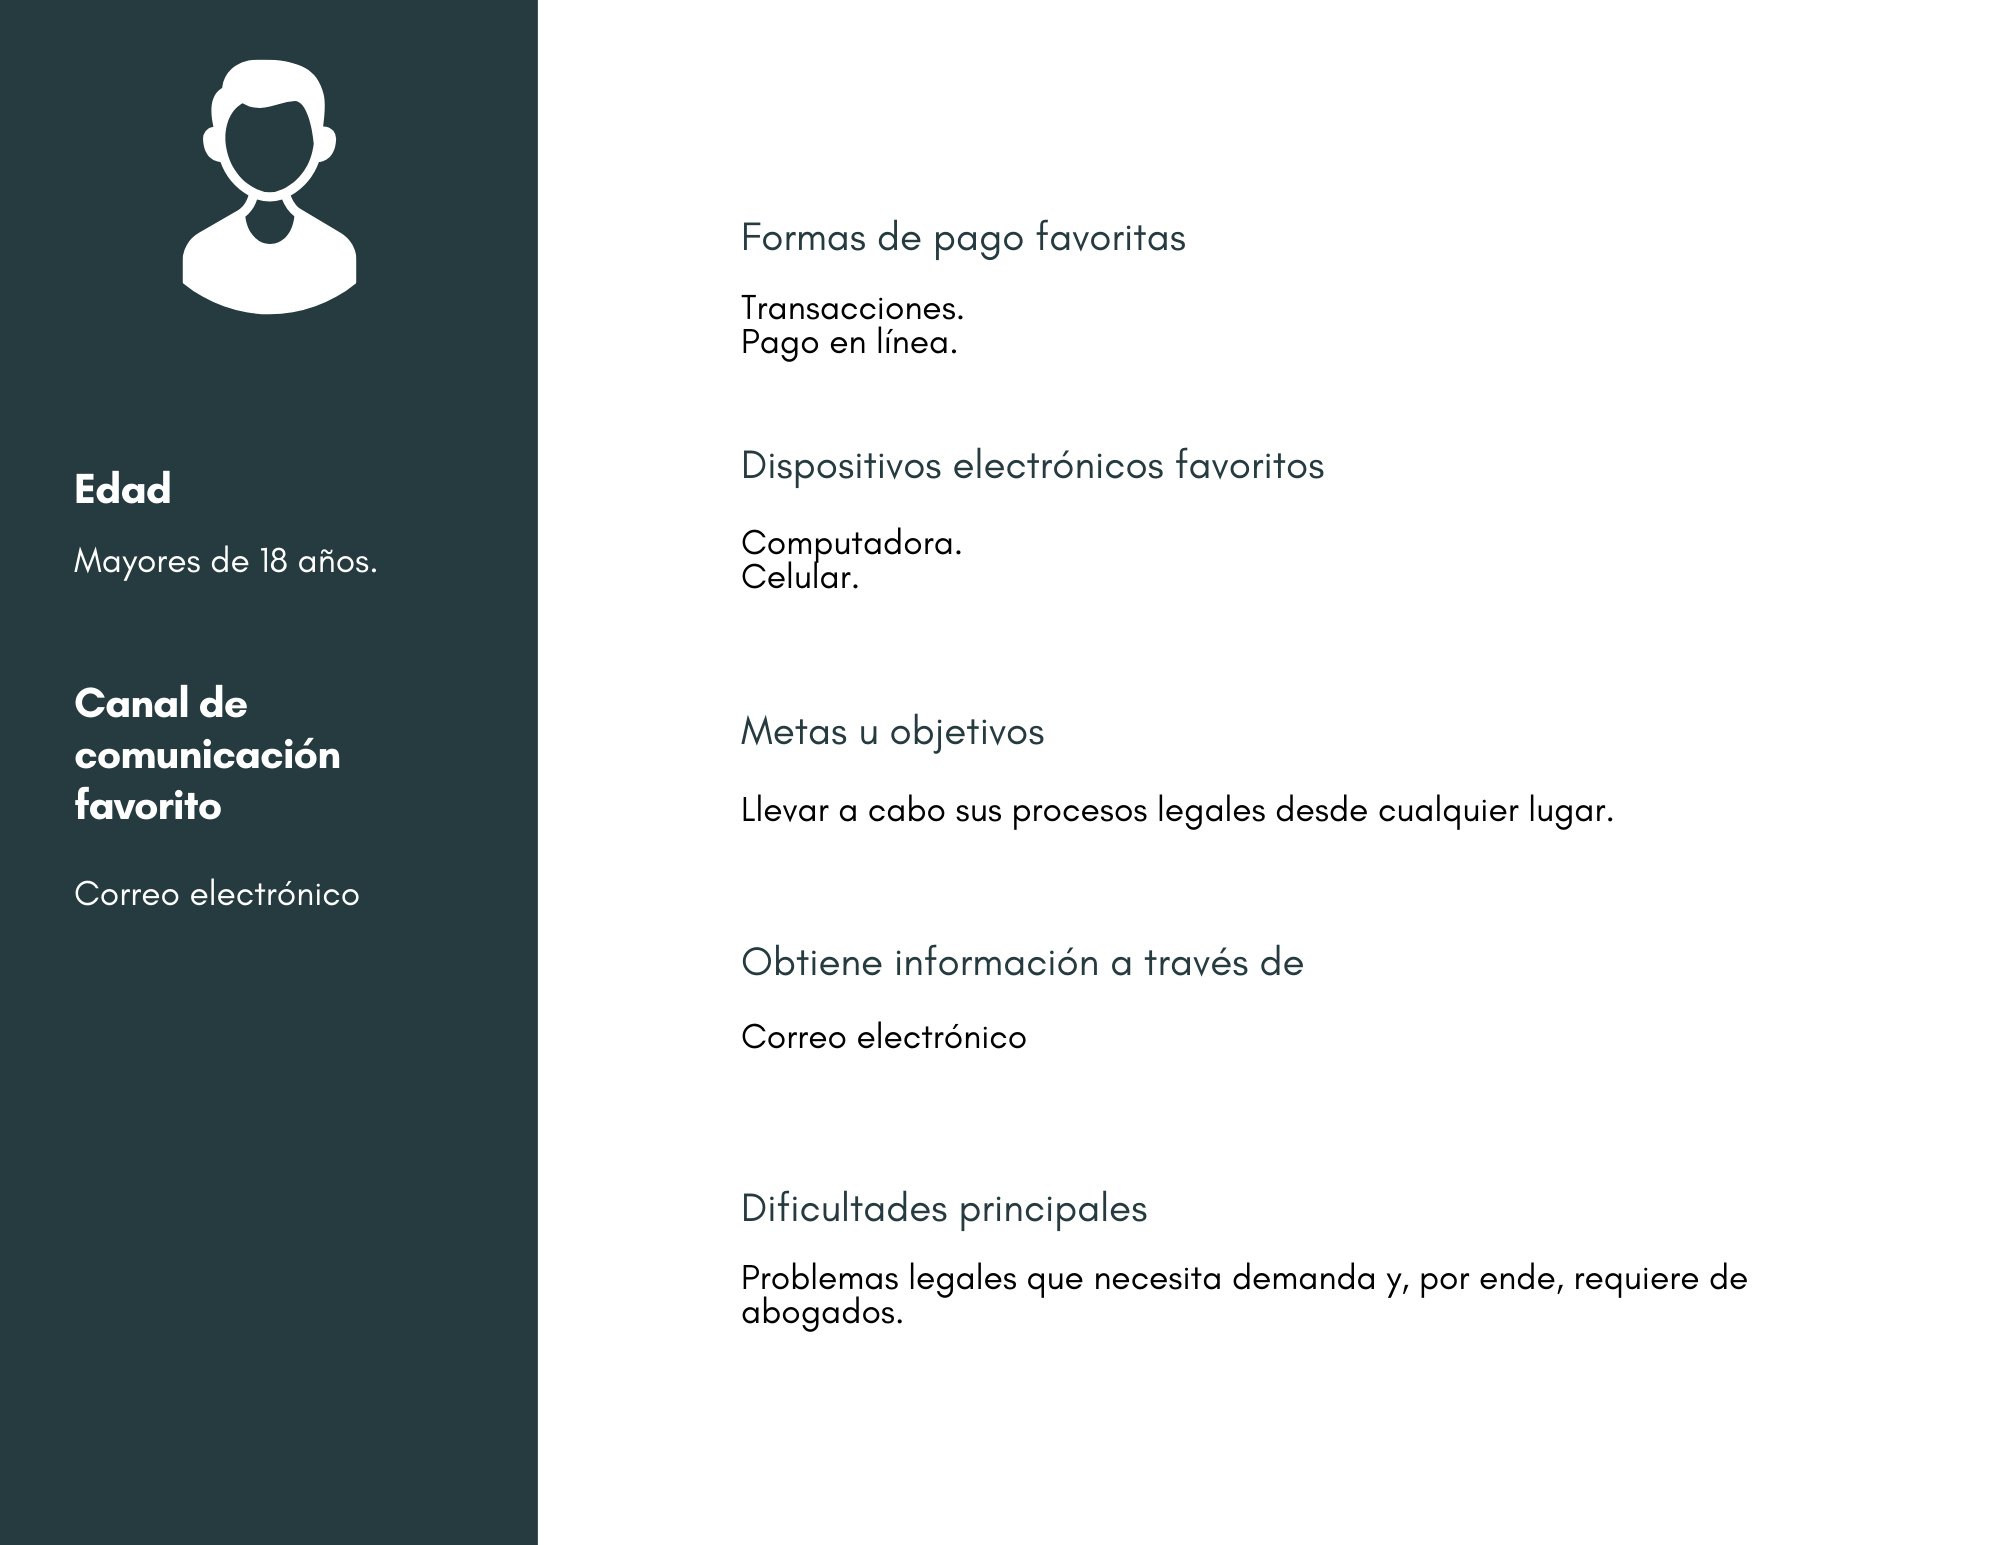 Edad
Mayores de 18 años.
Canal de
comunicación
favorito
Correo electrónico
Formas de pago favoritas
Transacciones.
Pago en línea.
Dispositivos electrónicos favoritos
Computadora.
Celular.
Metas u objetivos
Llevar a cabo sus procesos legales desde cualquier lugar.
Obtiene información a través de
Correo electrónico
Dificultades principales
Problemas legales que necesita demanda y, por ende, requiere de
abogados.